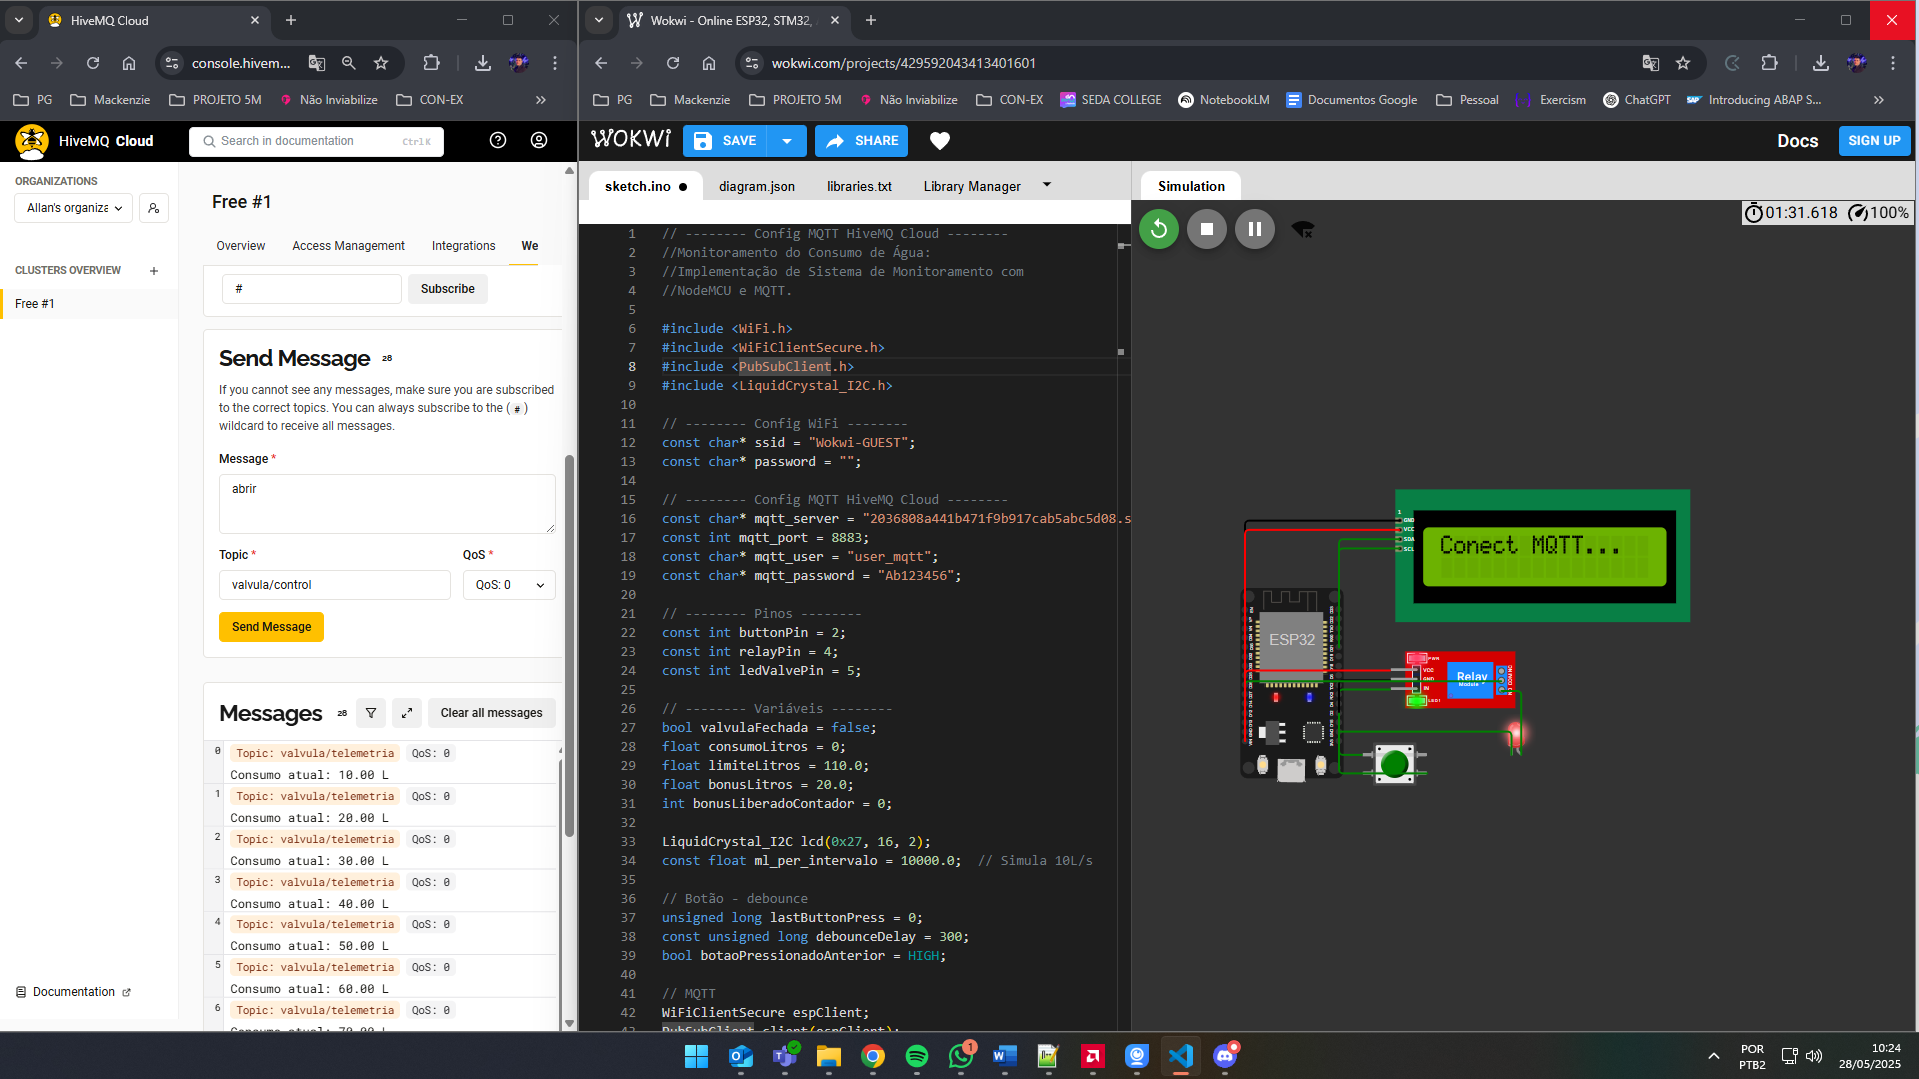 HiveMQ Cloud
console.hivem...
PG
Mackenzie
PROJETO 5M
Não Inviabilize
CON-EX
HiveMQ Cloud
Search in documentation
Ctrl K
ORGANIZATIONS
Allan's organiza
CLUSTERS OVERVIEW
Free #1
Documentation
Free #1
Overview
Access Management
Integrations
We
#
Subscribe
Send Message 28
If you cannot see any messages, make sure you are subscribed
to the correct topics. You can always subscribe to the ( # )
wildcard to receive all messages.
Message *
abrir
Topic *
QoS *
valvula/control
QoS: 0
Send Message
Messages 28
Clear all messages
0 Topic: valvula/telemetria QoS: 0
Consumo atual: 10.00 L
1 Topic: valvula/telemetria QoS: 0
Consumo atual: 20.00 L
2 Topic: valvula/telemetria QoS: 0
Consumo atual: 30.00 L
3 Topic: valvula/telemetria QoS: 0
Consumo atual: 40.00 L
4 Topic: valvula/telemetria QoS: 0
Consumo atual: 50.00 L
5 Topic: valvula/telemetria QoS: 0
Consumo atual: 60.00 L
6 Topic: valvula/telemetria QoS: 0
Consumo atual: 70.00 L
Wokwi - Online ESP32, STM32,
wokwi.com/projects/429592043413401601
PG
Mackenzie
PROJETO 5M
Não Inviabilize
CON-EX
SEDA COLLEGE
NotebookLM
Documentos Google
Pessoal
Exercism
ChatGPT
Introducing ABAP S...
WOKWI
SAVE
SHARE
Docs
SIGN UP
sketch.ino
diagram.json
libraries.txt
Library Manager
1 // -------- Config MQTT HiveMQ Cloud --------
2 //Monitoramento do Consumo de Água:
3 //Implementação de Sistema de Monitoramento com
4 //NodeMCU e MQTT.
5
6 #include <WiFi.h>
7 #include <WiFiClientSecure.h>
8 #include <PubSubClient.h>
9 #include <LiquidCrystal_I2C.h>
10
11 // -------- Config WiFi --------
12 const char* ssid = "Wokwi-GUEST";
13 const char* password = "";
14
15 // -------- Config MQTT HiveMQ Cloud --------
16 const char* mqtt_server = "2036808a441b471f9b917cab5abc5d08.s
17 const int mqtt_port = 8883;
18 const char* mqtt_user = "user_mqtt";
19 const char* mqtt_password = "Ab123456";
20
21 // -------- Pinos --------
22 const int buttonPin = 2;
23 const int relayPin = 4;
24 const int ledValvePin = 5;
25
26 // -------- Variáveis --------
27 bool valvulaFechada = false;
28 float consumoLitros = 0;
29 float limiteLitros = 110.0;
30 float bonusLitros = 20.0;
31 int bonusLiberadoContador = 0;
32
33 LiquidCrystal_I2C lcd(0x27, 16, 2);
34 const float ml_per_intervalo = 10000.0; // Simula 10L/s
35
36 // Botão - debounce
37 unsigned long lastButtonPress = 0;
38 const unsigned long debounceDelay = 300;
39 bool botaoPressionadoAnterior = HIGH;
40
41 // MQTT
42 WiFiClientSecure espClient;
43 PubSubClient client(espClient);
Simulation
01:31.618
100%
1
GND
VCC
SDA
SCL
Conect MQTT...
ESP32
PWR
VCC
GND
IN
LED1
Relay
Module
POR
PTB2
10:24
28/05/2025